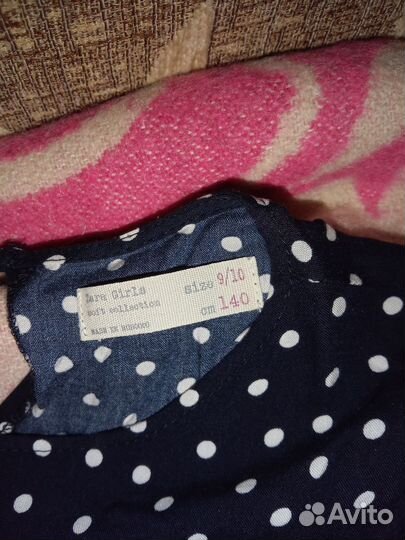 Zara Girls size 9/10
soft collection cm 140
MADE IN MOROCCO
Avito